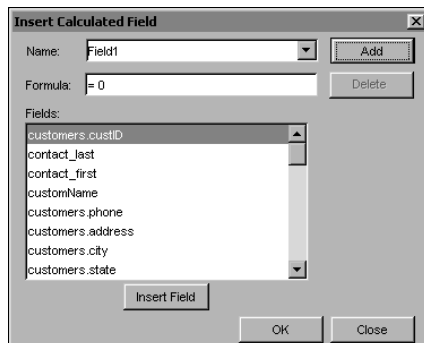 Insert Calculated Field
Name: Field1 Add
Formula: = 0 Delete
Fields:
customers.custID
contact_last
contact_first
customName
customers.phone
customers.address
customers.city
customers.state
Insert Field
OK Close